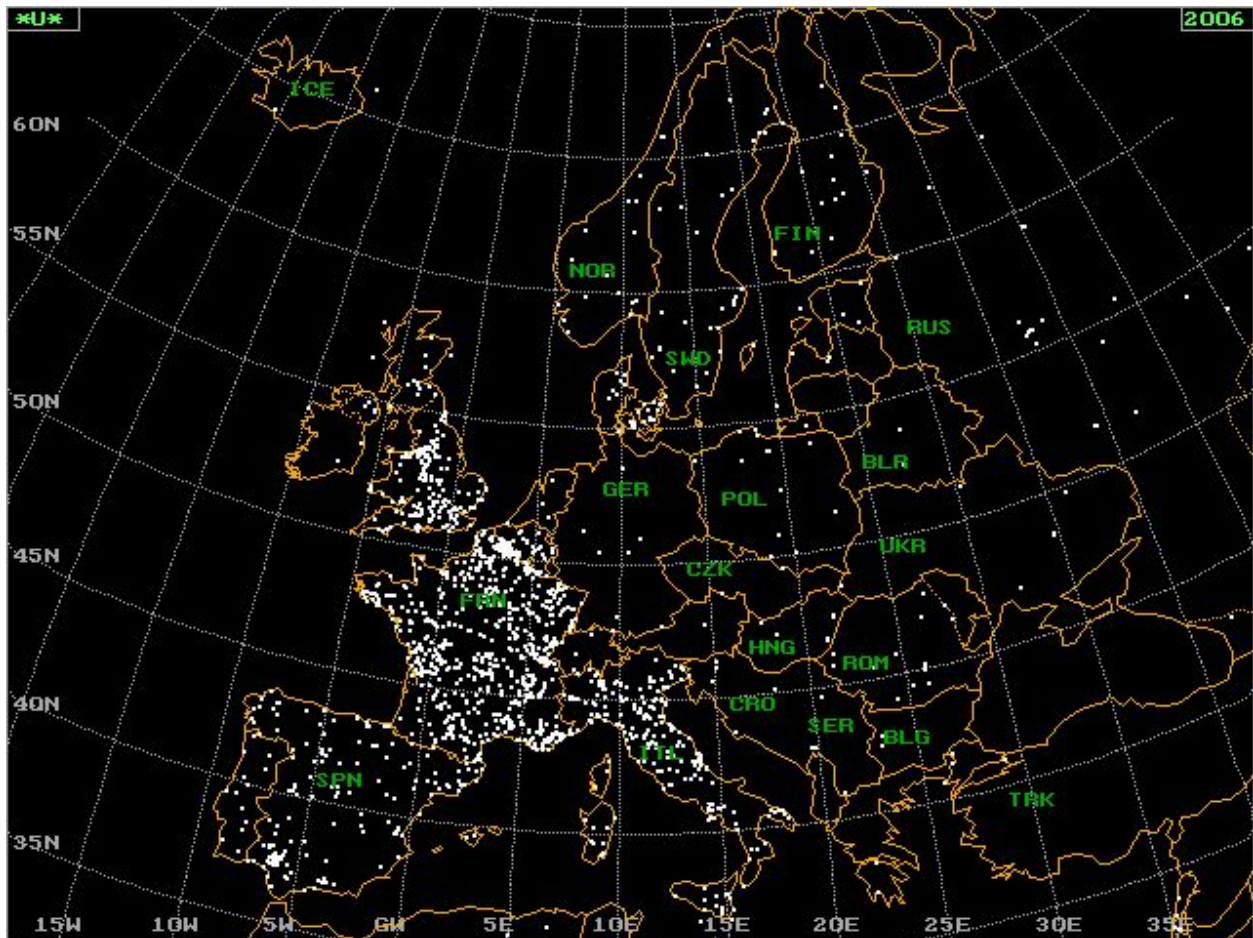 *U* 2006
ICE
60N
55N
FIN
NOR
RUS
SWD
50N
BLR
GER
POL
45N
UKR
CZK
FRN
HNG
ROM
40N
CRO
SER
BLG
ITL
SPN
TRK
35N
15W 10W 5W GW 5E 10E 15E 20E 25E 30E 35E